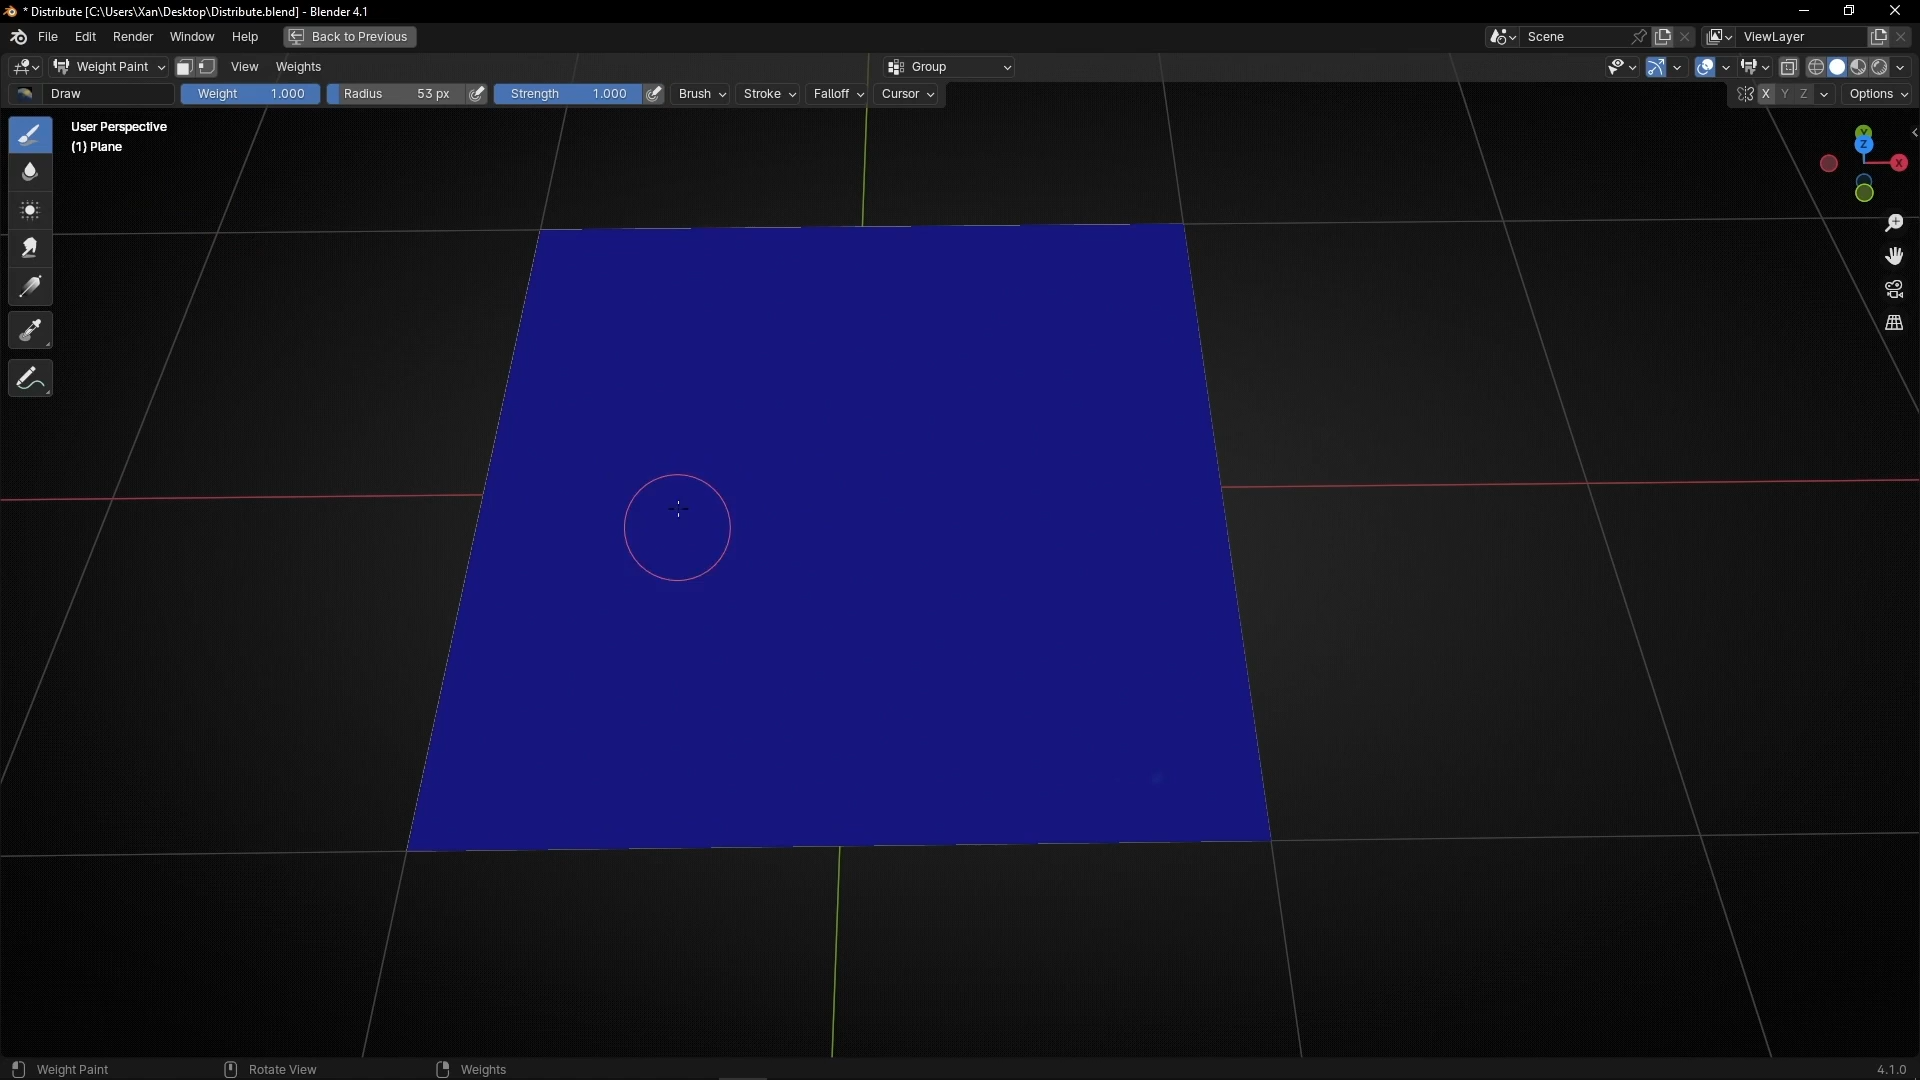 * Distribute [C:\Users\Xan\Desktop\Distribute.blend] - Blender 4.1
File Edit Render Window Help Back to Previous Scene ViewLayer
Weight Paint View Weights Group
Draw Weight 1.000 Radius 53 px Strength 1.000 Brush Stroke Falloff Cursor X Y Z Options
User Perspective
(1) Plane
Y
Z
X
Weight Paint Rotate View Weights 4.1.0